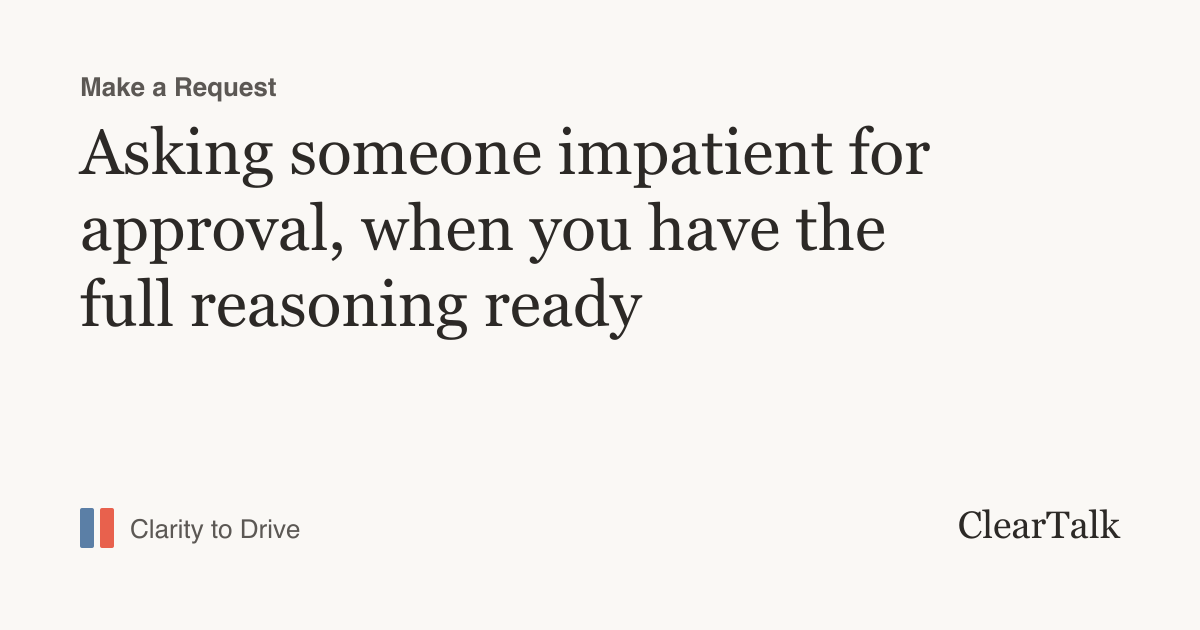 Make a Request
Asking someone impatient for
approval, when you have the
full reasoning ready
Clarity to Drive
ClearTalk